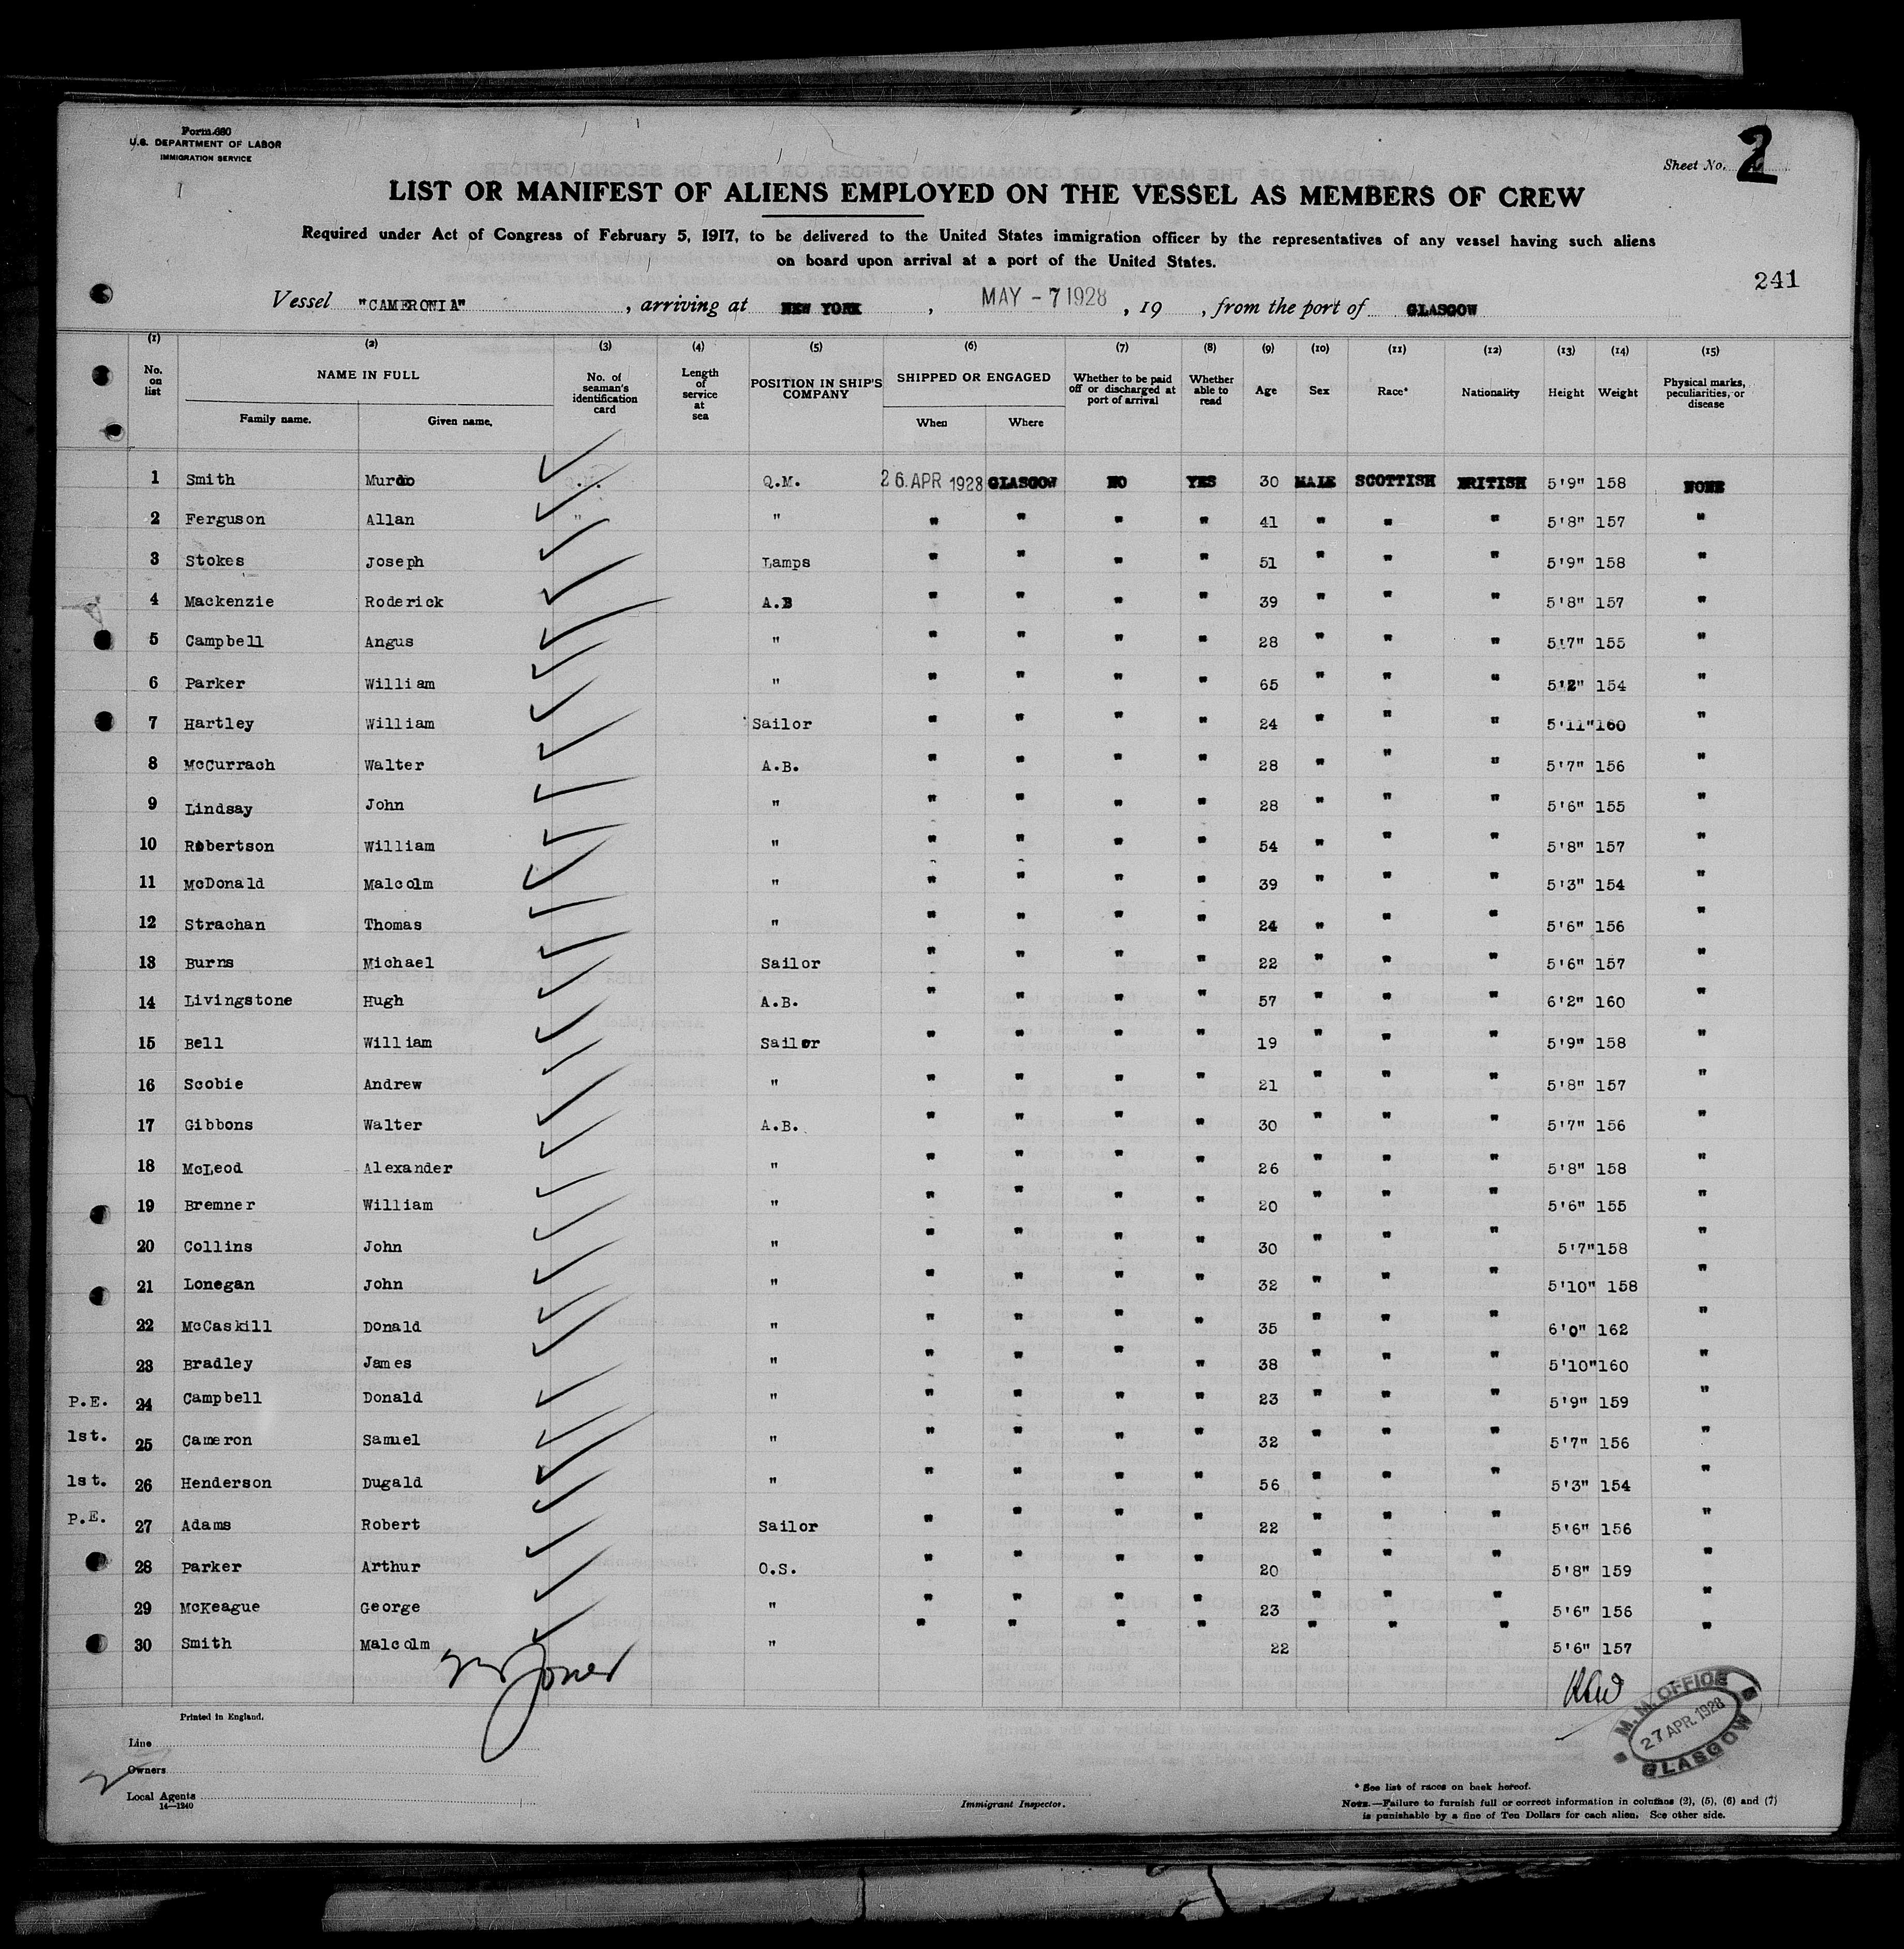 Form 680
U.S. DEPARTMENT OF LABOR
IMMIGRATION SERVICE
Sheet No. 2
LIST OR MANIFEST OF ALIENS EMPLOYED ON THE VESSEL AS MEMBERS OF CREW
Required under Act of Congress of February 5, 1917, to be delivered to the United States immigration officer by the representatives of any vessel having such aliens
on board upon arrival at a port of the United States.
241
Vessel "CAMERONIA", arriving at NEW YORK, MAY - 7 1928, 19 , from the port of GLASGOW
(1) (2) (3) (4) (5) (6) (7) (8) (9) (10) (11) (12) (13) (14) (15)
No. on list NAME IN FULL Family name. Given name. No. of seaman's identification card Length of service at sea POSITION IN SHIP'S COMPANY SHIPPED OR ENGAGED When Where Whether to be paid off or discharged at port of arrival Whether able to read Age Sex Race* Nationality Height Weight Physical marks, peculiarities, or disease
1 Smith Murdo Q.M. 26 APR 1928 GLASGOW NO YES 30 MALE SCOTTISH BRITISH 5'9" 158 NONE
2 Ferguson Allan " " " " " " 41 " " " 5'8" 157 "
3 Stokes Joseph Lamps " " " " 51 " " " 5'9" 158 "
4 Mackenzie Roderick A.B " " " " 39 " " " 5'8" 157 "
5 Campbell Angus " " " " " 28 " " " 5'7" 155 "
6 Parker William " " " " " 65 " " " 5'2" 154 "
7 Hartley William Sailor " " " " 24 " " " 5'11" 160 "
8 McCurrach Walter A.B. " " " " 28 " " " 5'7" 156 "
9 Lindsay John " " " " " 28 " " " 5'6" 155 "
10 Robertson William " " " " " 54 " " " 5'8" 157 "
11 McDonald Malcolm " " " " " 39 " " " 5'3" 154 "
12 Strachan Thomas " " " " " 24 " " " 5'6" 156 "
13 Burns Michael Sailor " " " " 22 " " " 5'6" 157 "
14 Livingstone Hugh A.B. " " " " 57 " " " 6'2" 160 "
15 Bell William Sailor " " " " 19 " " " 5'9" 158 "
16 Scobie Andrew " " " " " 21 " " " 5'8" 157 "
17 Gibbons Walter A.B. " " " " 30 " " " 5'7" 156 "
18 McLeod Alexander " " " " " 26 " " " 5'8" 158 "
19 Bremner William " " " " " 20 " " " 5'6" 155 "
20 Collins John " " " " " 30 " " " 5'7" 158 "
21 Lonegan John " " " " " 32 " " " 5'10" 158 "
22 McCaskill Donald " " " " " 35 " " " 6'0" 162 "
23 Bradley James " " " " " 38 " " " 5'10" 160 "
P.E. 24 Campbell Donald " " " " " 23 " " " 5'9" 159 "
1st. 25 Cameron Samuel " " " " " 32 " " " 5'7" 156 "
1st. 26 Henderson Dugald " " " " " 56 " " " 5'3" 154 "
P.E. 27 Adams Robert Sailor " " " " 22 " " " 5'6" 156 "
28 Parker Arthur O.S. " " " " 20 " " " 5'8" 159 "
29 McKeague George " " " " " 23 " " " 5'6" 156 "
30 Smith Malcolm " " " " " 22 " " " 5'6" 157 "
Jones
M.M. OFFICE
27 APR. 1928
GLASGOW
Printed in England.
Line
Owners
Local Agents
14—1240
Immigrant Inspector.
* See list of races on back hereof.
NOTE.—Failure to furnish full or correct information in columns (2), (5), (6) and (7)
is punishable by a fine of Ten Dollars for each alien. See other side.